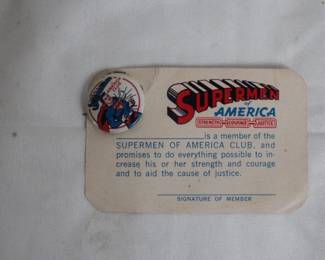 SUPERMEN
of
AMERICA
STRENGTH COURAGE JUSTICE
is a member of the
SUPERMEN OF AMERICA CLUB, and
promises to do everything possible to in-
crease his or her strength and courage
and to aid the cause of justice.
SIGNATURE OF MEMBER